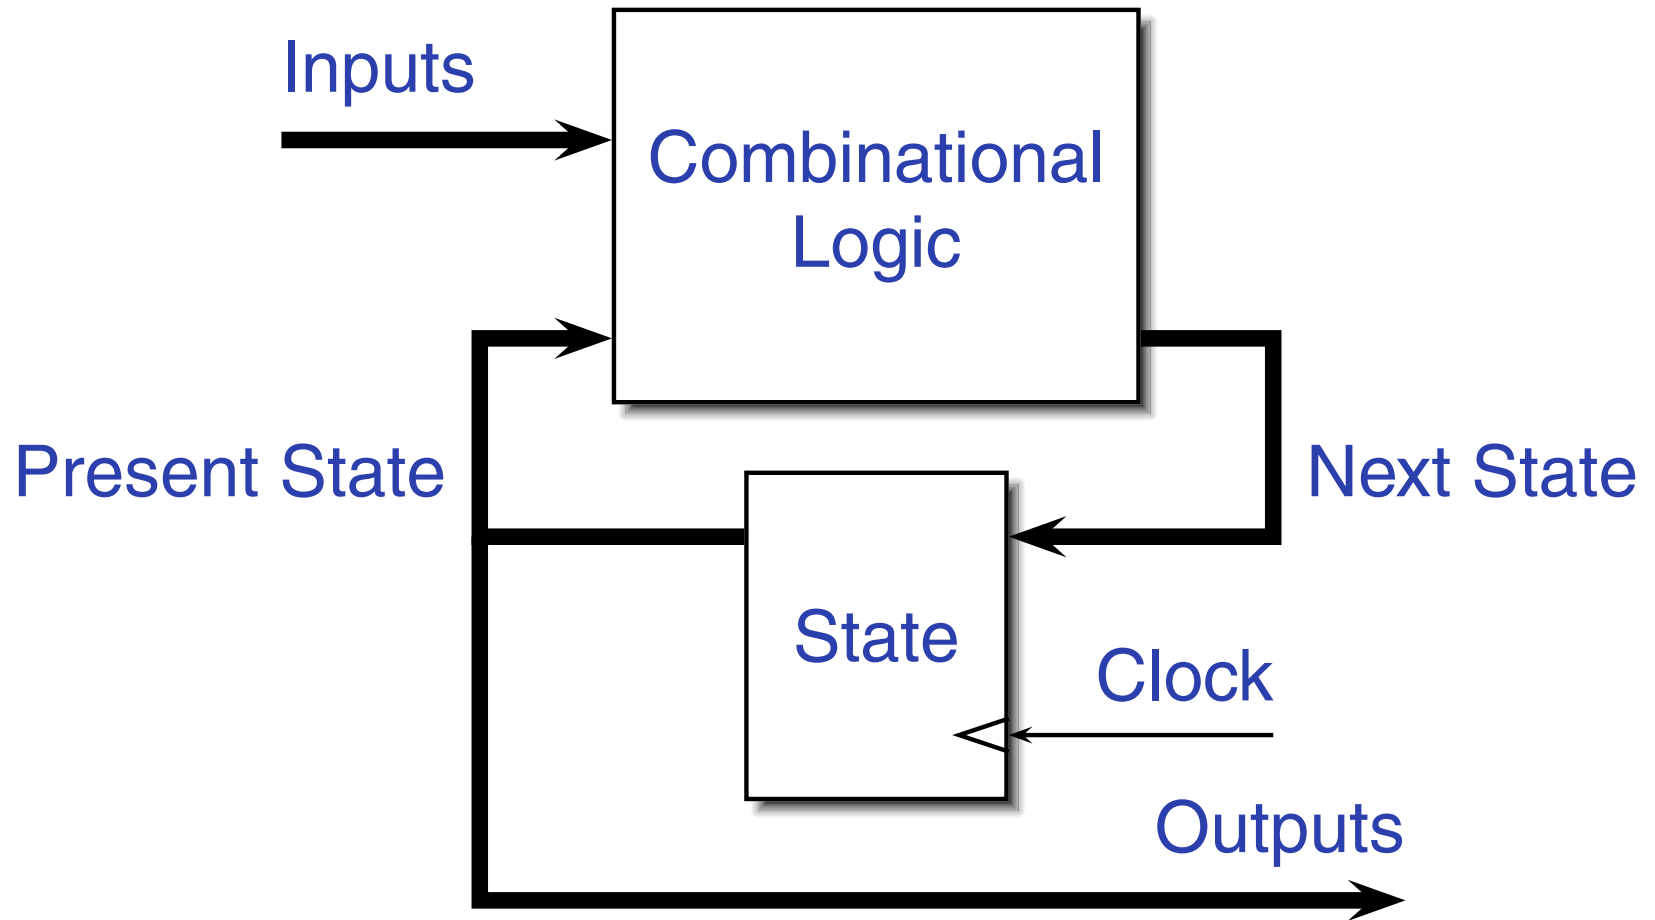 Inputs
Combinational
Logic
Present State
Next State
State
Clock
Outputs